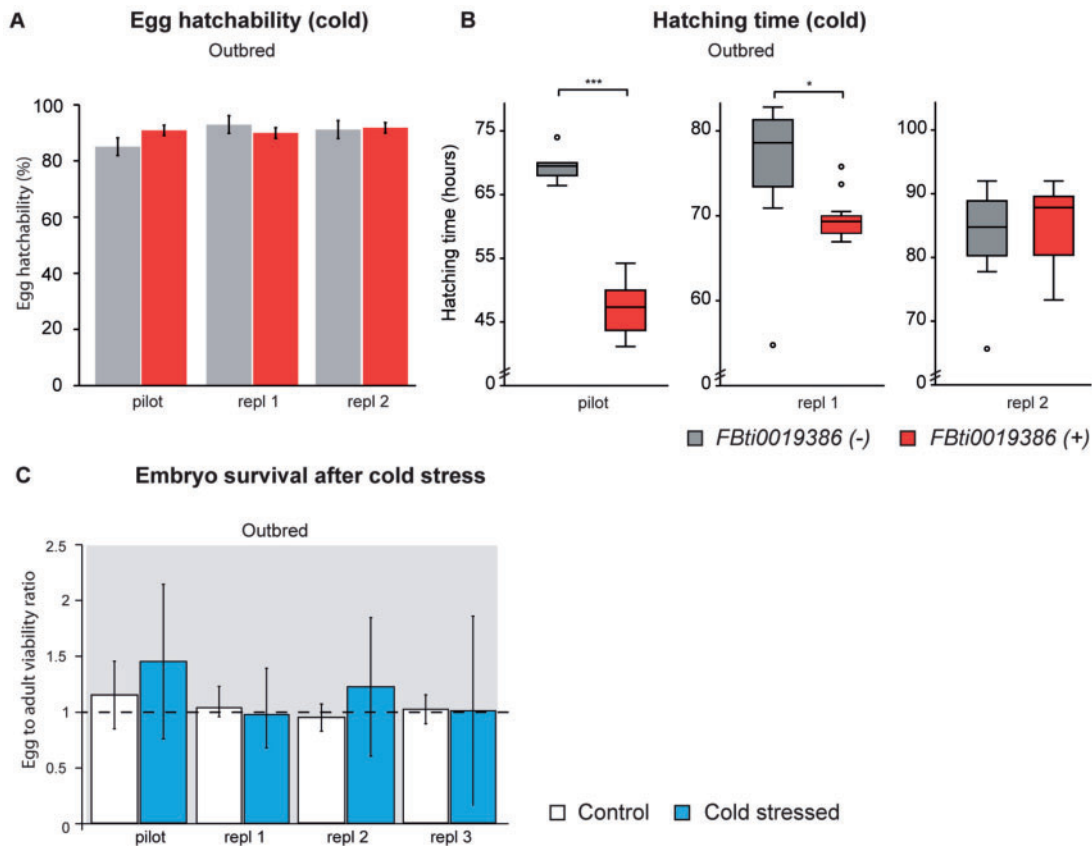 A
Egg hatchability (cold)
Outbred
Egg hatchability (%)
100
80
60
40
20
0
pilot
repl 1
repl 2
B
Hatching time (cold)
Outbred
Hatching time (hours)
***
75
65
55
45
0
pilot
*
80
70
60
0
repl 1
100
90
80
70
0
repl 2
FBti0019386 (-)
FBti0019386 (+)
C
Embryo survival after cold stress
Outbred
Egg to adult viability ratio
2.5
2
1.5
1
0.5
0
pilot
repl 1
repl 2
repl 3
Control
Cold stressed